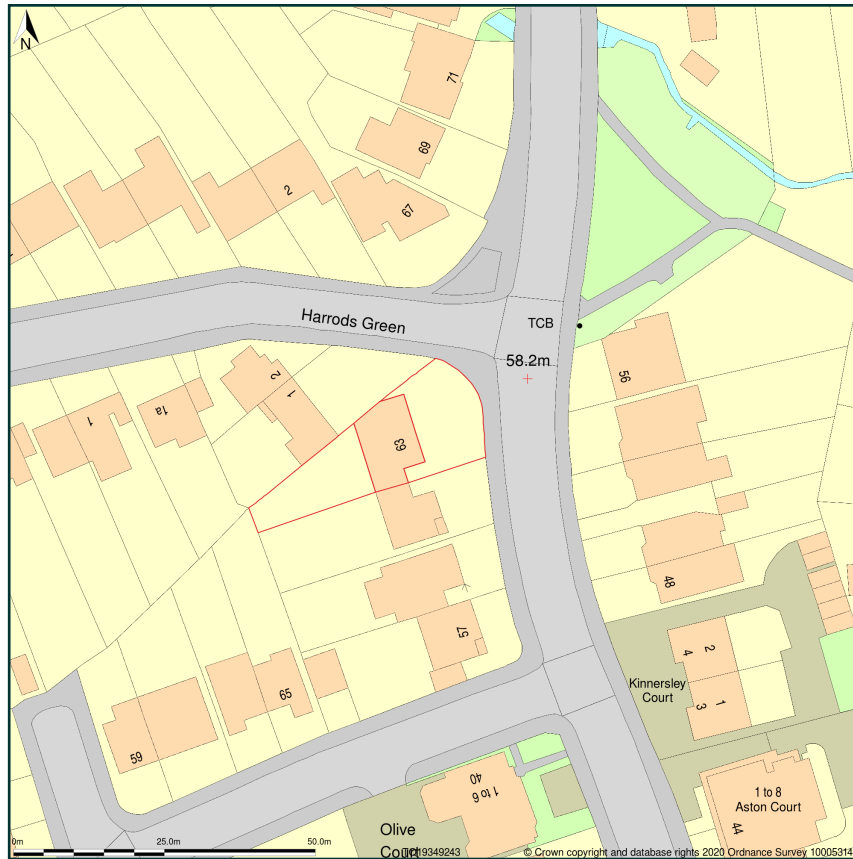 N
71
69
2
67
Harrods Green
TCB
58.2m
56
2
1
1a
1
63
48
57
2
4
Kinnersley
Court
1
3
65
59
40
1 to 6
1 to 8
Aston Court
44
Olive
Court
0m
25.0m
50.0m
© Crown copyright and database rights 2020 Ordnance Survey 10005314